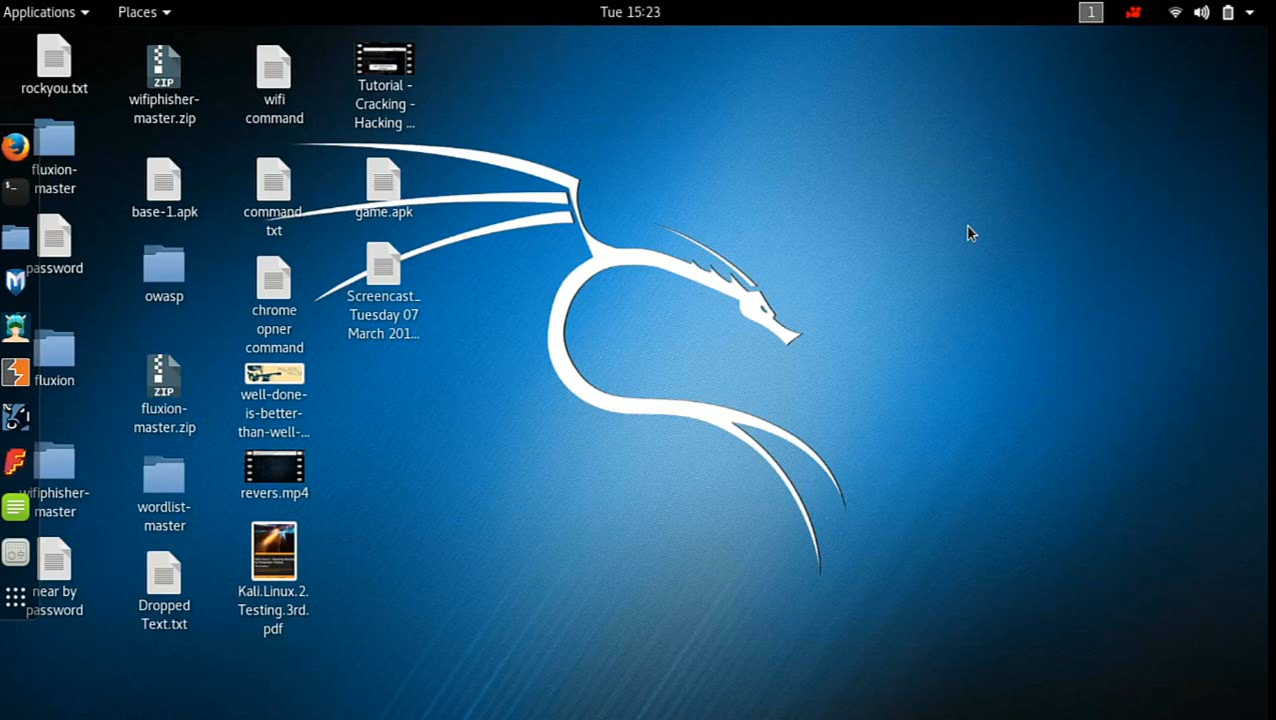 Applications
Places
Tue 15:23
1
rockyou.txt
fluxion-
master
password
fluxion
wifiphisher-
master
near by
password
wifiphisher-
master.zip
base-1.apk
owasp
fluxion-
master.zip
wordlist-
master
Dropped
Text.txt
wifi
command
command.
txt
chrome
opner
command
well-done-
is-better-
than-well-...
revers.mp4
Kali.Linux.2.
Testing.3rd.
pdf
Tutorial -
Cracking -
Hacking ...
game.apk
Screencast_
Tuesday 07
March 201...
ZIP
ZIP
$_